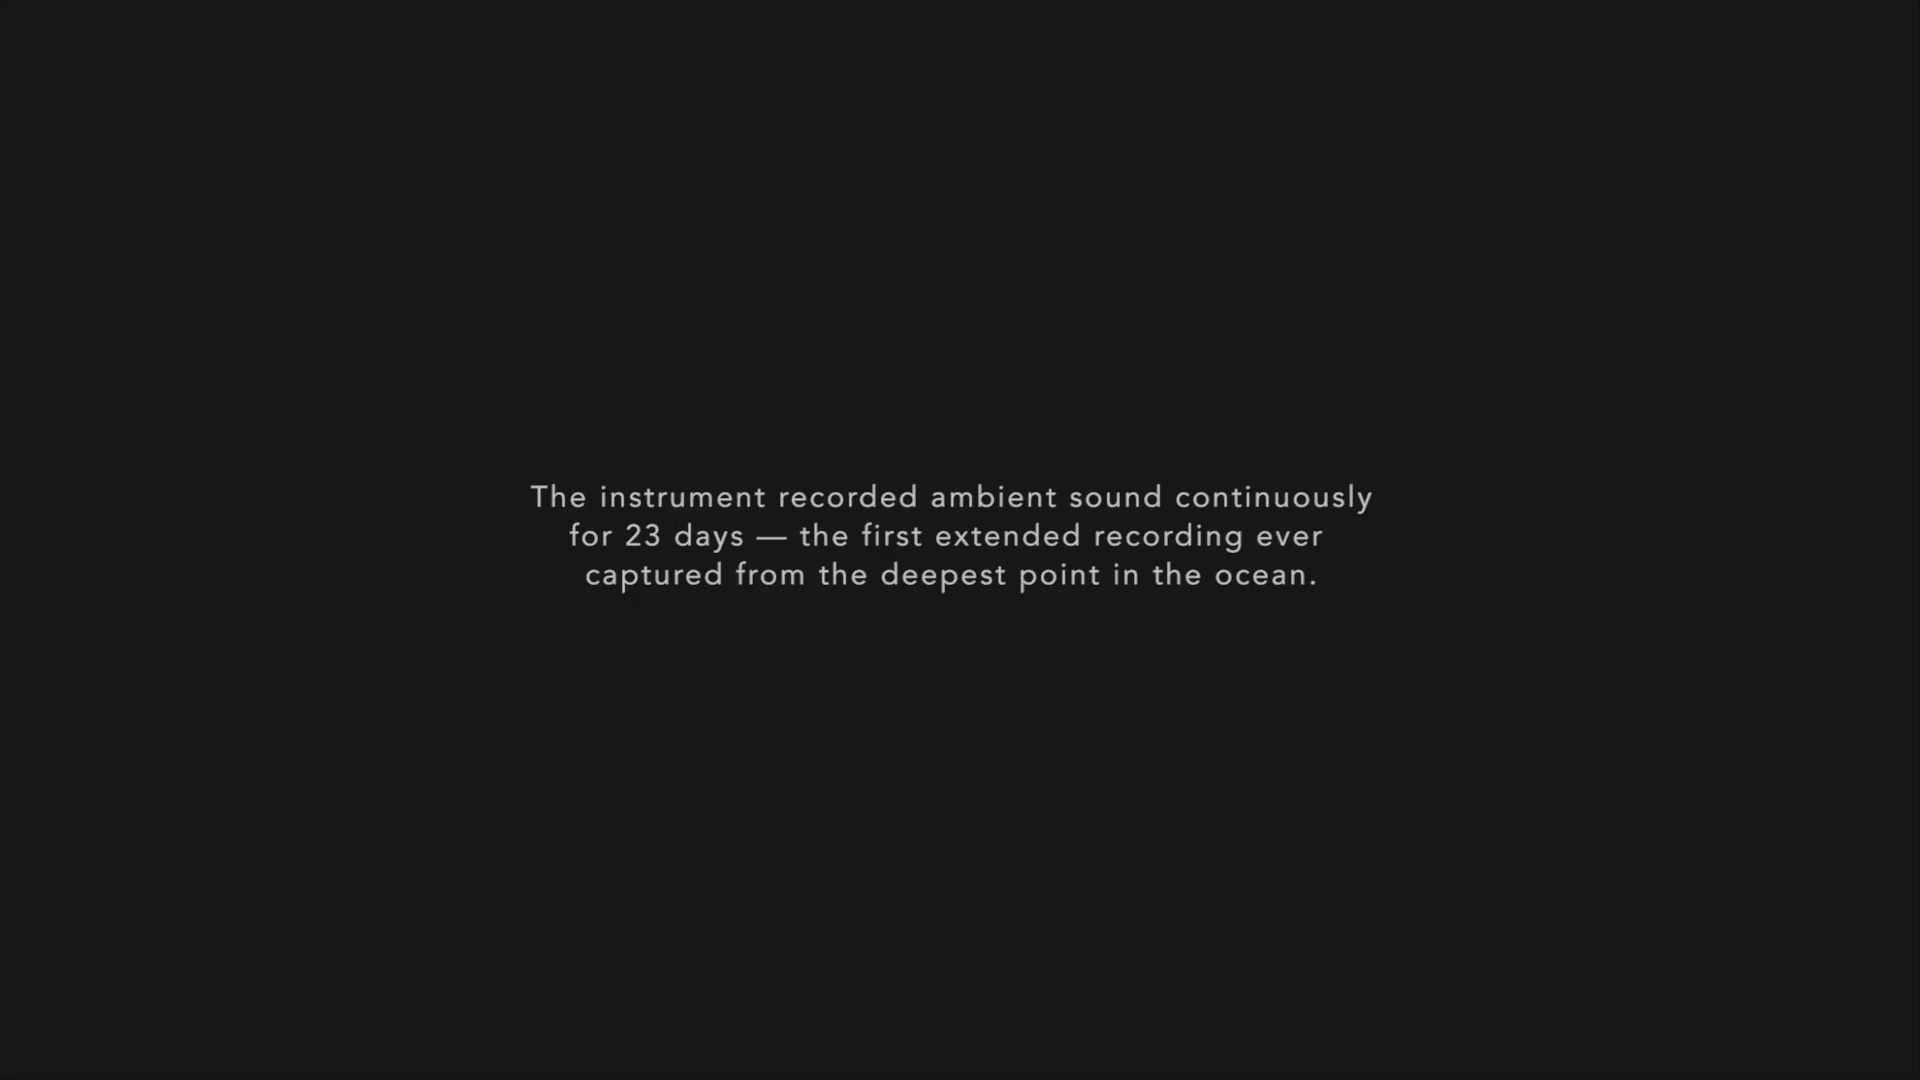 The instrument recorded ambient sound continuously
for 23 days — the first extended recording ever
captured from the deepest point in the ocean.